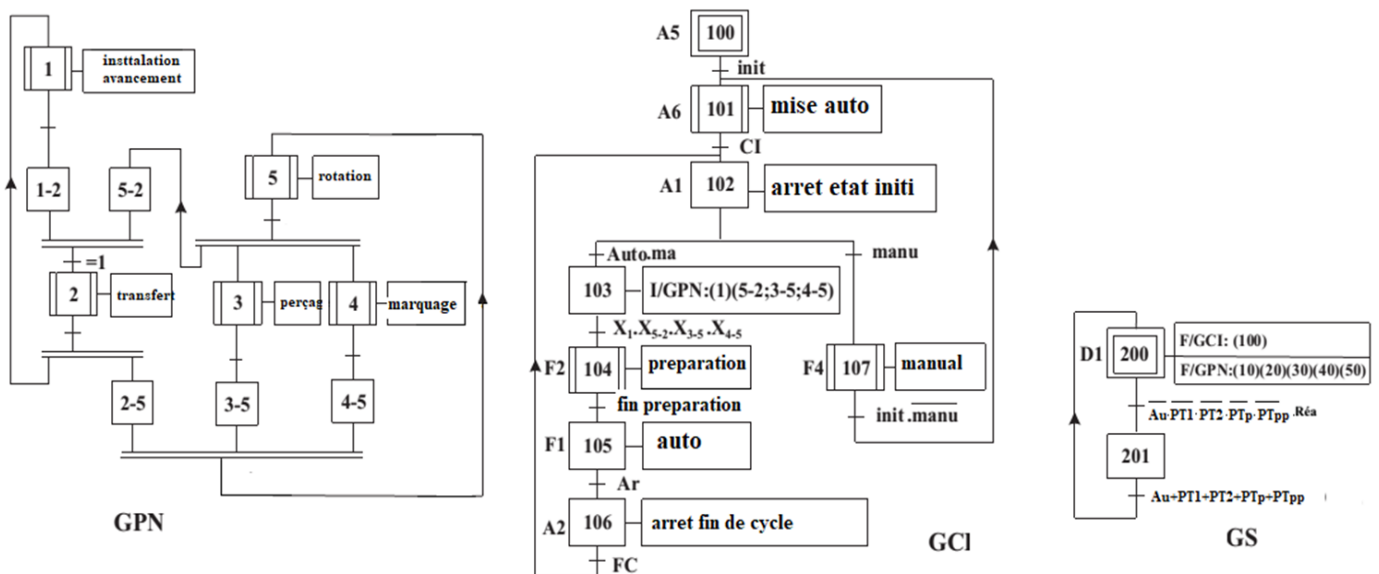 1
insttalation
avancement
1-2
5-2
5
rotation
=1
2
transfert
3
perçag
4
marquage
2-5
3-5
4-5
GPN
A5
100
init
A6
101
mise auto
CI
A1
102
arret etat initi
Auto.ma
manu
103
I/GPN:(1)(5-2;3-5;4-5)
X1.X5-2.X3-5.X4-5
F2
104
preparation
F4
107
manual
fin preparation
init.manu
F1
105
auto
Ar
A2
106
arret fin de cycle
FC
GCI
D1
200
F/GCI: (100)
F/GPN:(10)(20)(30)(40)(50)
Au·PT1·PT2·PTp·PTpp.Réa
201
Au+PT1+PT2+PTp+PTpp
GS